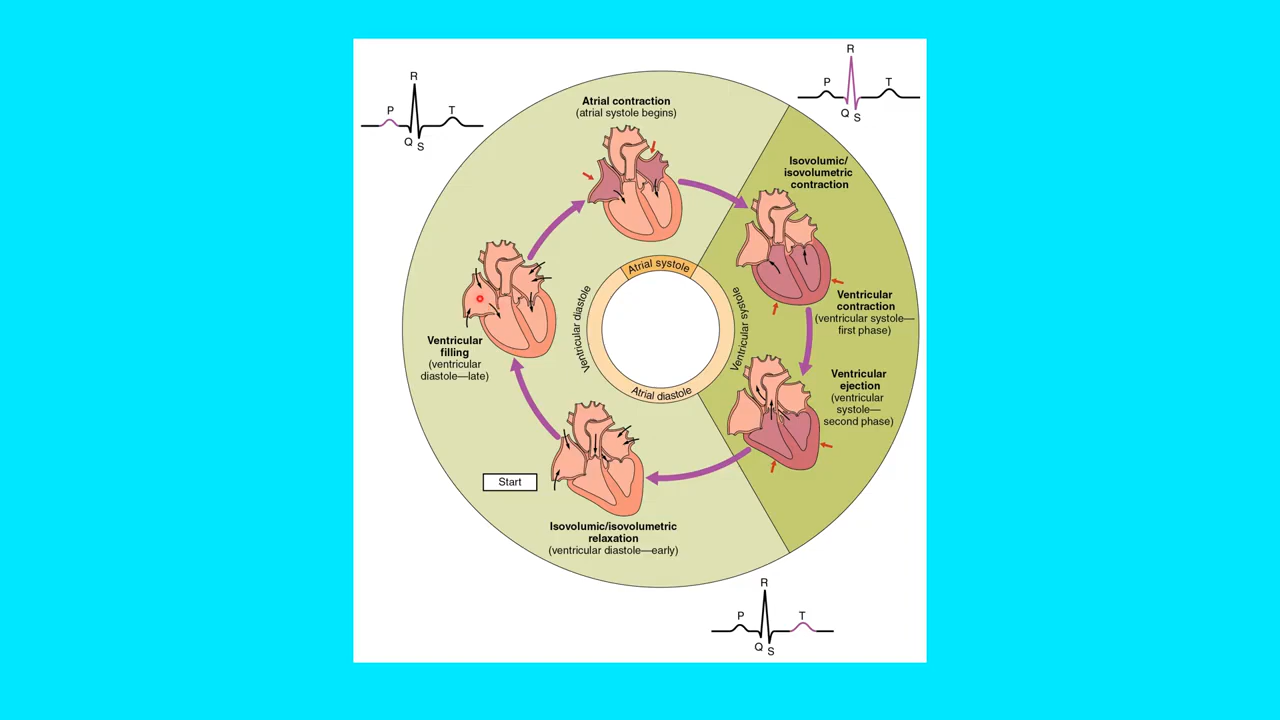 R
P
T
Q
S
R
P
T
Q
S
Atrial contraction
(atrial systole begins)
Isovolumic/
isovolumetric
contraction
Ventricular
contraction
(ventricular systole—
first phase)
Ventricular
ejection
(ventricular
systole—
second phase)
Isovolumic/isovolumetric
relaxation
(ventricular diastole—early)
Start
Ventricular
filling
(ventricular
diastole—late)
Atrial systole
Ventricular systole
Atrial diastole
Ventricular diastole
R
P
T
Q
S